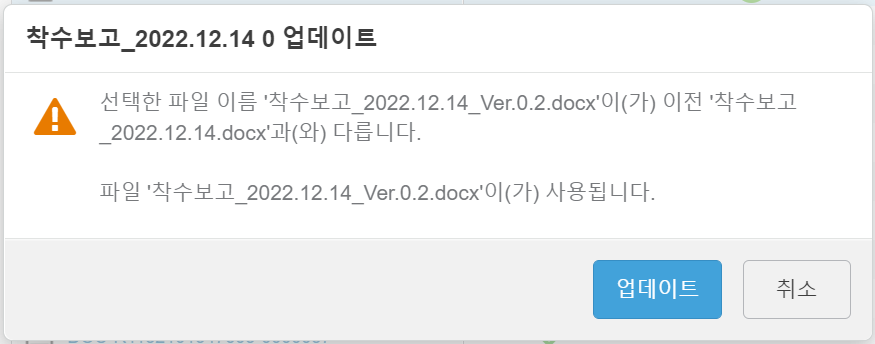 착수보고_2022.12.14 0 업데이트
선택한 파일 이름 '착수보고_2022.12.14_Ver.0.2.docx'이(가) 이전 '착수보고
_2022.12.14.docx'과(와) 다릅니다.
파일 '착수보고_2022.12.14_Ver.0.2.docx'이(가) 사용됩니다.
업데이트
취소